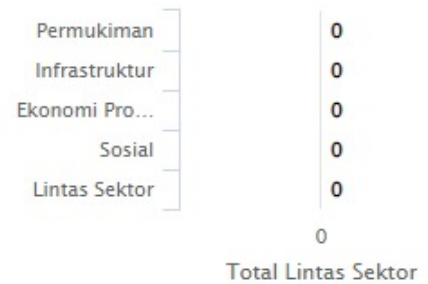 Permukiman 0
Infrastruktur 0
Ekonomi Pro... 0
Sosial 0
Lintas Sektor 0
0
Total Lintas Sektor